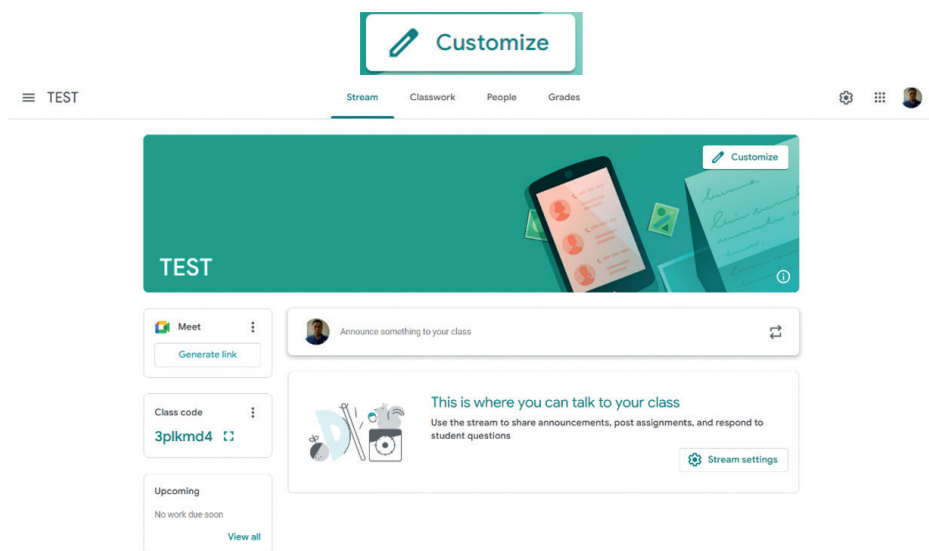 Customize
TEST
Stream Classwork People Grades
Customize
TEST
Meet
Generate link
Announce something to your class
Class code
3plkmd4
This is where you can talk to your class
Use the stream to share announcements, post assignments, and respond to
student questions
Stream settings
Upcoming
No work due soon
View all